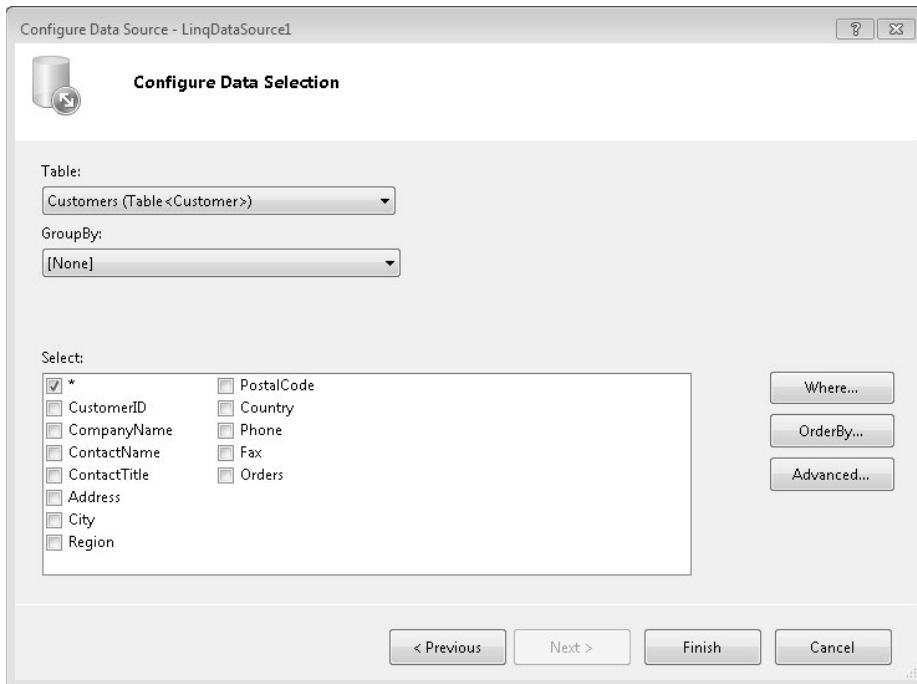 Configure Data Source - LinqDataSource1
Configure Data Selection
Table:
Customers (Table<Customer>)
GroupBy:
[None]
Select:
*
CustomerID
CompanyName
ContactName
ContactTitle
Address
City
Region
PostalCode
Country
Phone
Fax
Orders
Where...
OrderBy...
Advanced...
< Previous
Next >
Finish
Cancel